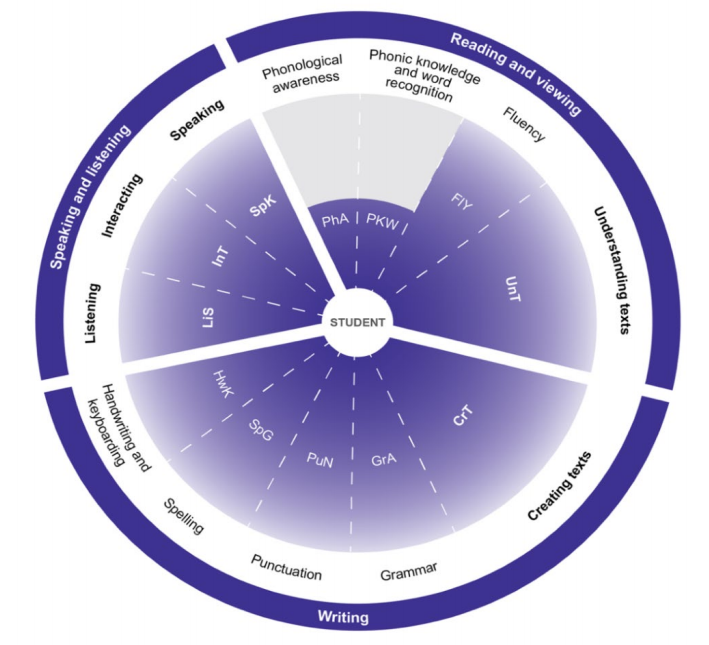 Reading and viewing
Phonological
awareness
Phonic knowledge
and word
recognition
Fluency
Understanding texts
Speaking and listening
Speaking
Interacting
Listening
SpK
InT
LiS
PhA
PKW
FlY
UnT
STUDENT
HwK
SpG
PuN
GrA
CrT
Handwriting and
keyboarding
Spelling
Punctuation
Grammar
Creating texts
Writing